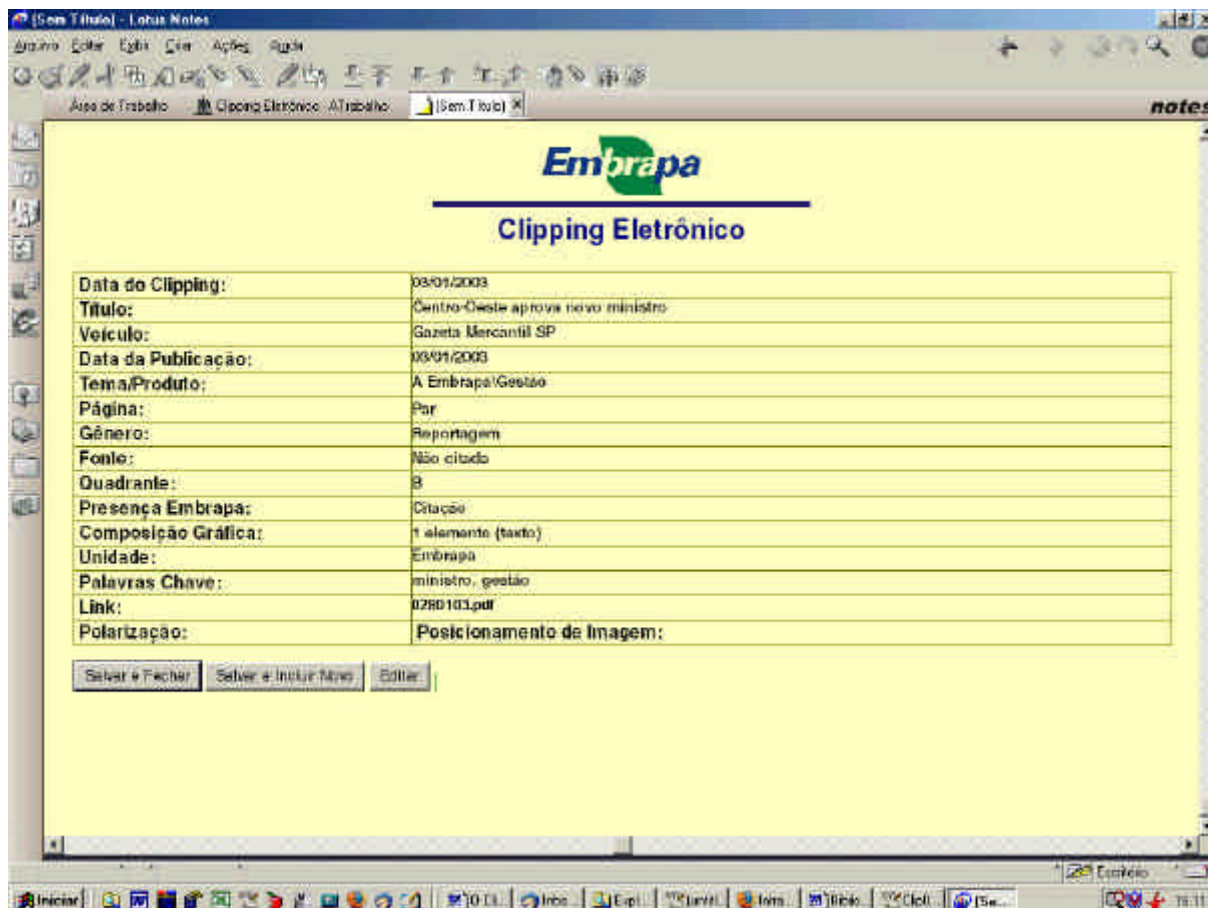 (Sem Título) - Lotus Notes
Arquivo Editar Exibir Criar Ações Ajuda
Área de Trabalho Clipping Eletrônico ATrabalho (Sem Título)
notes
Embrapa
Clipping Eletrônico
Data do Clipping: 03/01/2003
Título: Centro-Oeste aprova novo ministro
Veículo: Gazeta Mercantil SP
Data da Publicação: 03/01/2003
Tema/Produto: A Embrapa\Gestão
Página: Par
Gênero: Reportagem
Fonte: Não citada
Quadrante: B
Presença Embrapa: Citação
Composição Gráfica: 1 elemento (texto)
Unidade: Embrapa
Palavras Chave: ministro, gestão
Link: 0280103.pdf
Polarização: Posicionamento de Imagem:
Salvar e Fechar Salvar e Incluir Novo Editar
Escritório
Iniciar